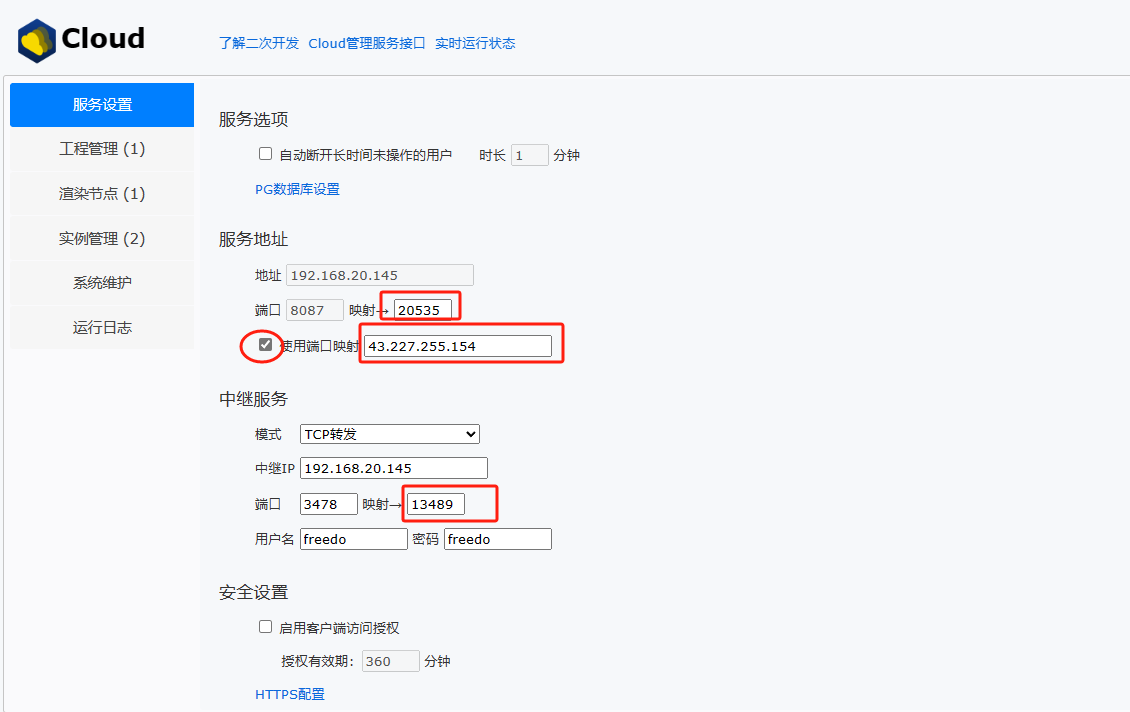 Cloud
了解二次开发 Cloud管理服务接口 实时运行状态
服务设置
工程管理 (1)
渲染节点 (1)
实例管理 (2)
系统维护
运行日志
服务选项
自动断开长时间未操作的用户 时长 1 分钟
PG数据库设置
服务地址
地址 192.168.20.145
端口 8087 映射→ 20535
使用端口映射 43.227.255.154
中继服务
模式 TCP转发
中继IP 192.168.20.145
端口 3478 映射→ 13489
用户名 freedo 密码 freedo
安全设置
启用客户端访问授权
授权有效期： 360 分钟
HTTPS配置